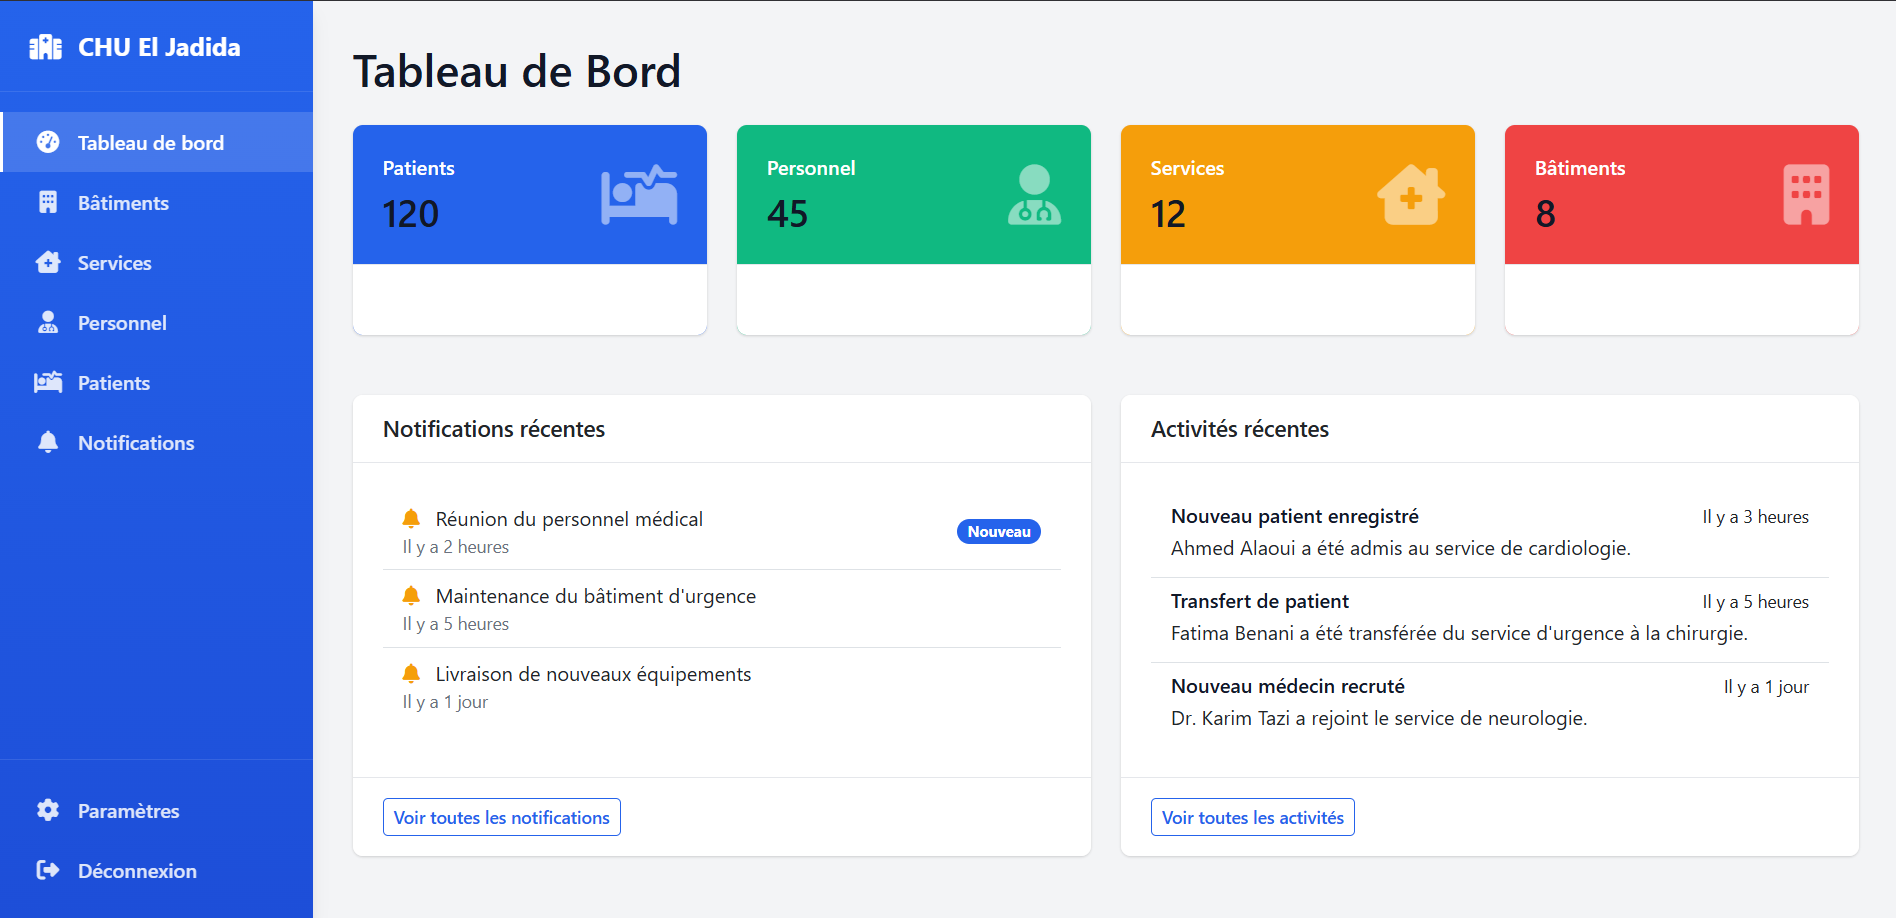 CHU El Jadida
Tableau de bord
Bâtiments
Services
Personnel
Patients
Notifications
Paramètres
Déconnexion
Tableau de Bord
Patients
120
Personnel
45
Services
12
Bâtiments
8
Notifications récentes
Réunion du personnel médical
Il y a 2 heures
Nouveau
Maintenance du bâtiment d'urgence
Il y a 5 heures
Livraison de nouveaux équipements
Il y a 1 jour
Voir toutes les notifications
Activités récentes
Nouveau patient enregistré
Il y a 3 heures
Ahmed Alaoui a été admis au service de cardiologie.
Transfert de patient
Il y a 5 heures
Fatima Benani a été transférée du service d'urgence à la chirurgie.
Nouveau médecin recruté
Il y a 1 jour
Dr. Karim Tazi a rejoint le service de neurologie.
Voir toutes les activités